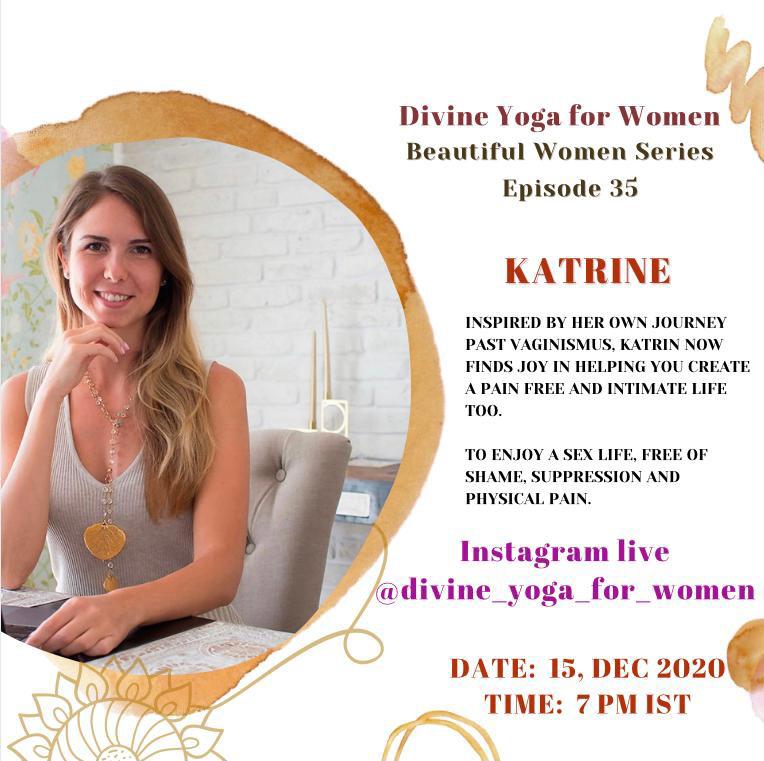 Divine Yoga for Women
Beautiful Women Series
Episode 35
KATRINE
INSPIRED BY HER OWN JOURNEY
PAST VAGINISMUS, KATRIN NOW
FINDS JOY IN HELPING YOU CREATE
A PAIN FREE AND INTIMATE LIFE
TOO.
TO ENJOY A SEX LIFE, FREE OF
SHAME, SUPPRESSION AND
PHYSICAL PAIN.
Instagram live
@divine_yoga_for_women
DATE: 15, DEC 2020
TIME: 7 PM IST